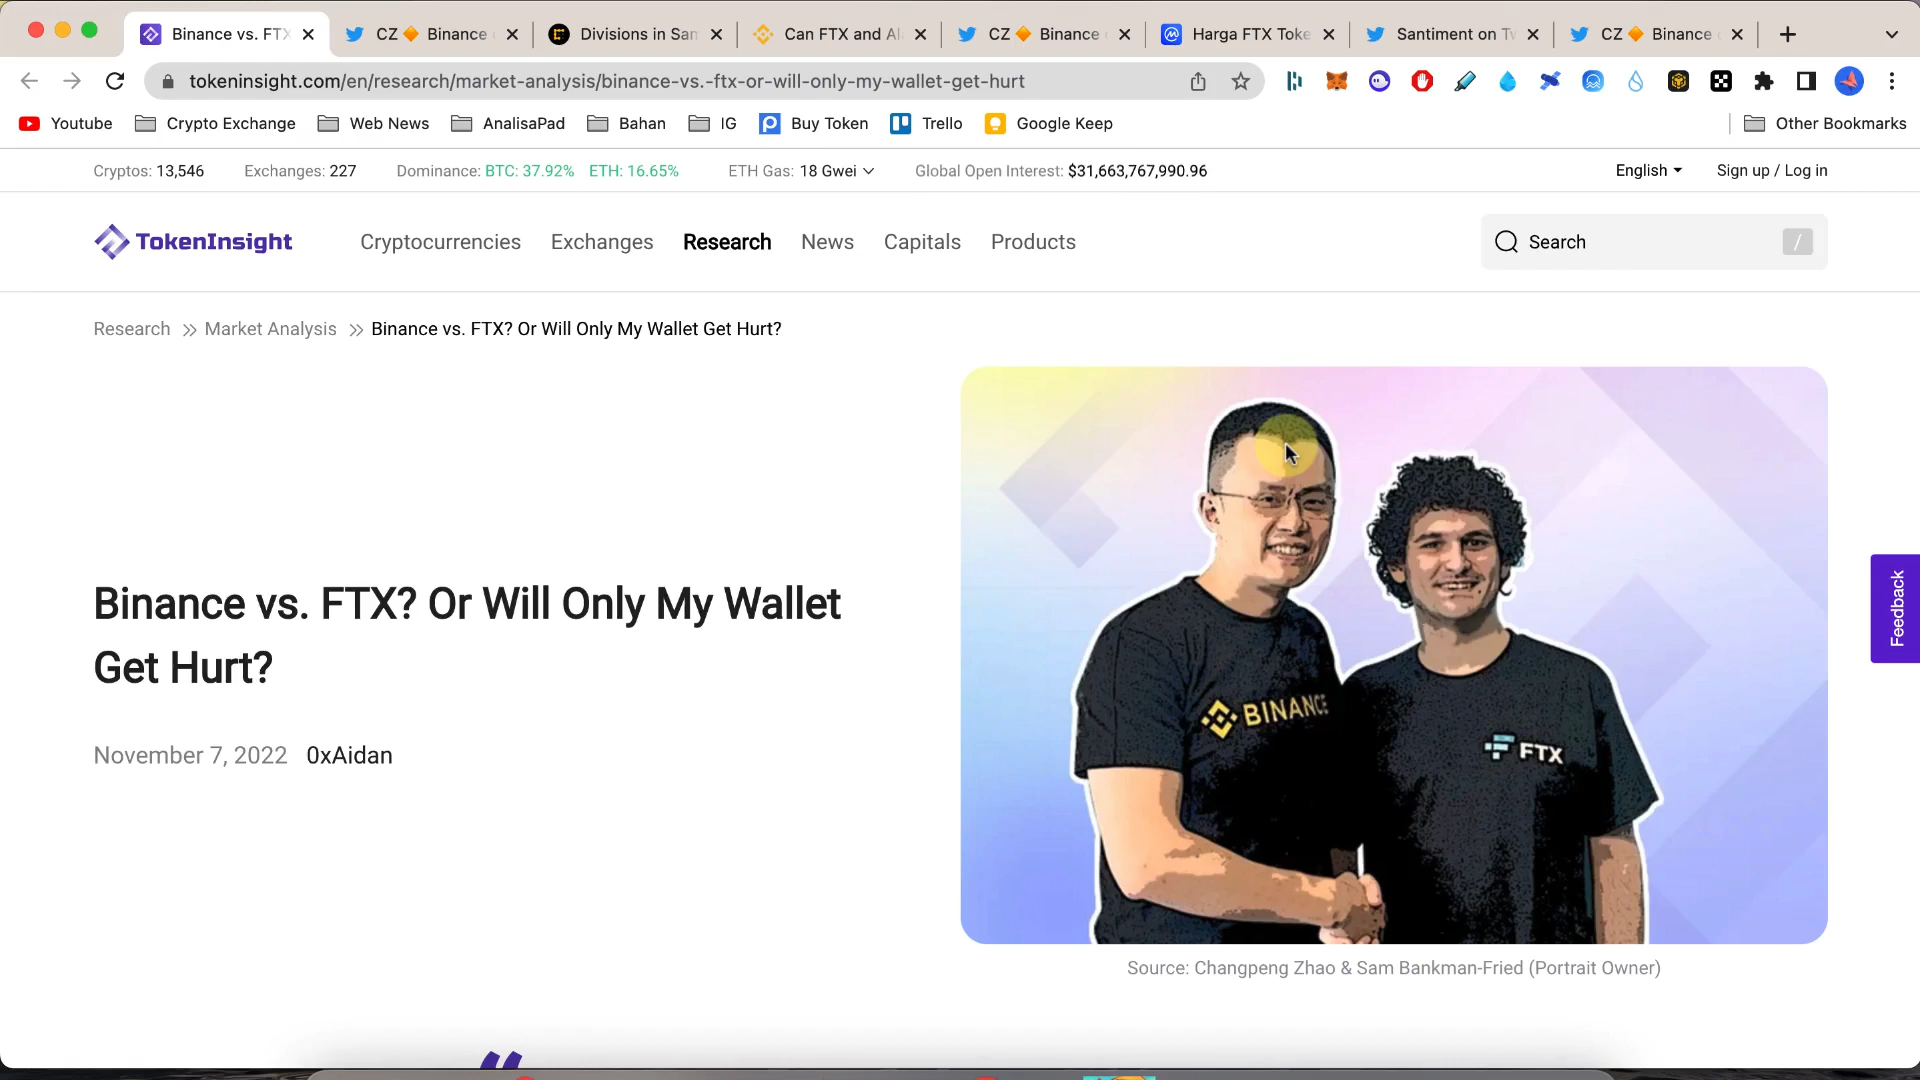 Binance vs. FTX
CZ 🔶 Binance
Divisions in Sam
Can FTX and Al
CZ 🔶 Binance
Harga FTX Toke
Santiment on Tw
CZ 🔶 Binance
tokeninsight.com/en/research/market-analysis/binance-vs.-ftx-or-will-only-my-wallet-get-hurt
Youtube
Crypto Exchange
Web News
AnalisaPad
Bahan
IG
Buy Token
Trello
Google Keep
Other Bookmarks
Cryptos: 13,546
Exchanges: 227
Dominance: BTC: 37.92% ETH: 16.65%
ETH Gas: 18 Gwei
Global Open Interest: $31,663,767,990.96
English
Sign up / Log in
TokenInsight
Cryptocurrencies
Exchanges
Research
News
Capitals
Products
Search
/
Research >> Market Analysis >> Binance vs. FTX? Or Will Only My Wallet Get Hurt?
Binance vs. FTX? Or Will Only My Wallet
Get Hurt?
November 7, 2022 0xAidan
BINANCE
FTX
Source: Changpeng Zhao & Sam Bankman-Fried (Portrait Owner)
Feedback
“